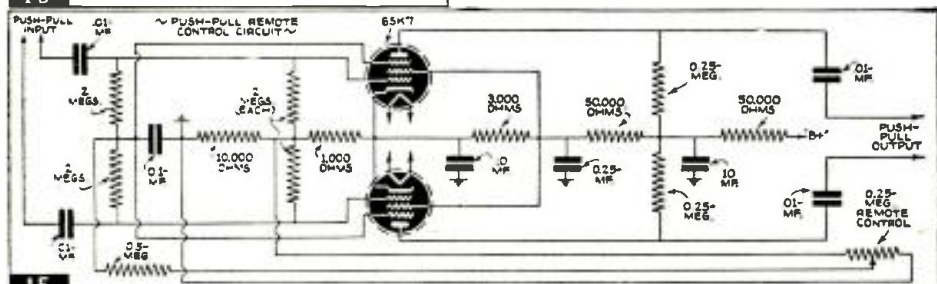 PUSH-PULL
INPUT
.01-
MF.
~ PUSH-PULL REMOTE
CONTROL CIRCUIT ~
6SK7
2
MEGS.
2
MEGS.
(EACH)
0.25-
MEG.
.01-
MF.
3,000
OHMS
50,000
OHMS
50,000
OHMS
"B+"
PUSH-
PULL
OUTPUT
0.1-
MF.
10,000
OHMS
1,000
OHMS
2
MEGS.
10
MF.
0.25-
MF.
10
MF.
0.25-
MEG.
.01-
MF.
0.25-
MEG.
REMOTE
CONTROL
MF.
0.5-
MEG.